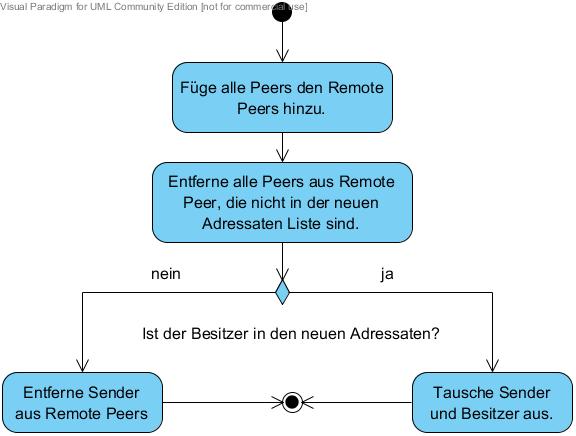 Visual Paradigm for UML Community Edition [not for commercial use]
Füge alle Peers den Remote
Peers hinzu.
Entferne alle Peers aus Remote
Peer, die nicht in der neuen
Adressaten Liste sind.
nein
ja
Ist der Besitzer in den neuen Adressaten?
Entferne Sender
aus Remote Peers
Tausche Sender
und Besitzer aus.